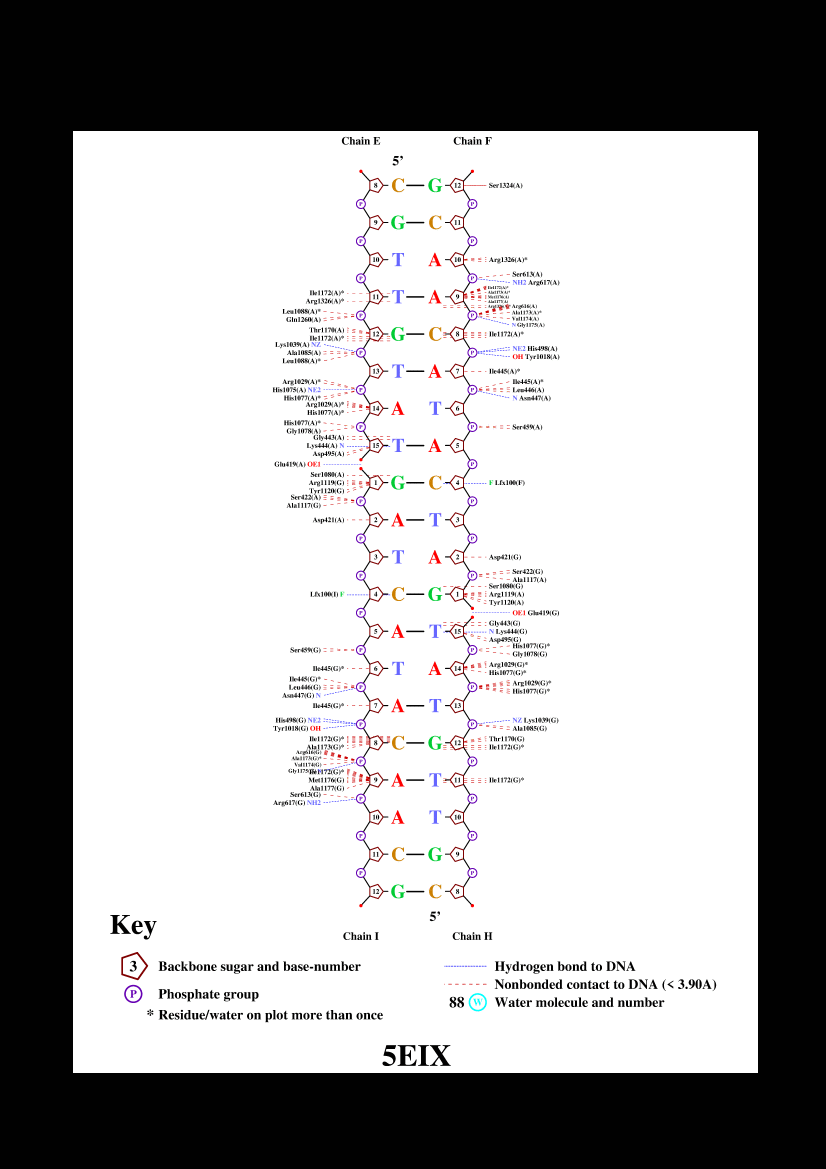 Chain E Chain F
5’
8 C G 12 Ser1324(A)
P P
9 G C 11
P P
10 T A 10 Arg1326(A)*
Ser613(A)
P P NH2 Arg617(A)
Ile1172(A)* 11 T A 9 Ile1172(A)*
Arg1326(A)* Ala1173(A)*
Met1176(A)
Ala1177(A)
Arg616(A)
Leu1088(A)* P P Ala1173(A)*
Gln1260(A) Val1174(A)
N Gly1175(A)
Thr1170(A) 12 G C 8 Ile1172(A)*
Ile1172(A)*
Lys1039(A) NZ P P NE2 His498(A)
Ala1085(A) OH Tyr1018(A)
Leu1088(A)*
13 T A 7 Ile445(A)*
Arg1029(A)* P P Ile445(A)*
His1075(A) NE2 Leu446(A)
His1077(A)* N Asn447(A)
Arg1029(A)* 14 A T 6
His1077(A)*
His1077(A)* P P Ser459(A)
Gly1078(A)
Gly443(A) 15 T A 5
Lys444(A) N
Asp495(A)
Glu419(A) OE1 P
Ser1080(A) 1 G C 4 F Lfx100(F)
Arg1119(G)
Tyr1120(G)
Ser422(A) P P
Ala1117(G)
Asp421(A) 2 A T 3
P P
3 T A 2 Asp421(G)
P P Ser422(G)
Ala1117(A)
Lfx100(I) F 4 C G 1 Ser1080(G)
Arg1119(A)
Tyr1120(A)
P OE1 Glu419(G)
5 A T 15 Gly443(G)
N Lys444(G)
Asp495(G)
Ser459(G) P P His1077(G)*
Gly1078(G)
Ile445(G)* 6 T A 14 Arg1029(G)*
His1077(G)*
Ile445(G)* P P Arg1029(G)*
Leu446(G) His1077(G)*
Asn447(G) N
Ile445(G)* 7 A T 13
His498(G) NE2 P P NZ Lys1039(G)
Tyr1018(G) OH Ala1085(G)
Ile1172(G)* 8 C G 12 Thr1170(G)
Ala1173(G)* Ile1172(G)*
Arg616(G) P P
Ala1173(G)*
Val1174(G)
Gly1175(G)
Ile1172(G)* 9 A T 11 Ile1172(G)*
Met1176(G)
Ala1177(G)
Ser613(G) P P
Arg617(G) NH2
10 A T 10
P P
11 C G 9
P P
12 G C 8
5’
Chain I Chain H
Key
3 Backbone sugar and base-number
P Phosphate group
* Residue/water on plot more than once
Hydrogen bond to DNA
Nonbonded contact to DNA (< 3.90A)
88 W Water molecule and number
5EIX